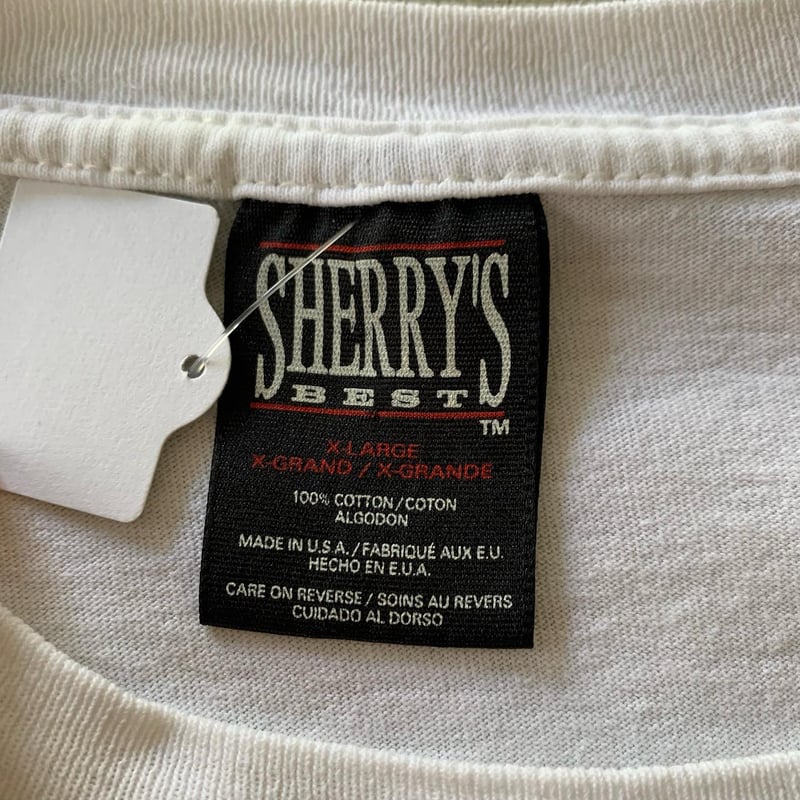 SHERRY'S
BEST
TM
X-LARGE
X-GRAND / X-GRANDE
100% COTTON / COTON
ALGODON
MADE IN U.S.A. / FABRIQUÉ AUX E.U.
HECHO EN E.U.A.
CARE ON REVERSE / SOINS AU REVERS
CUIDADO AL DORSO